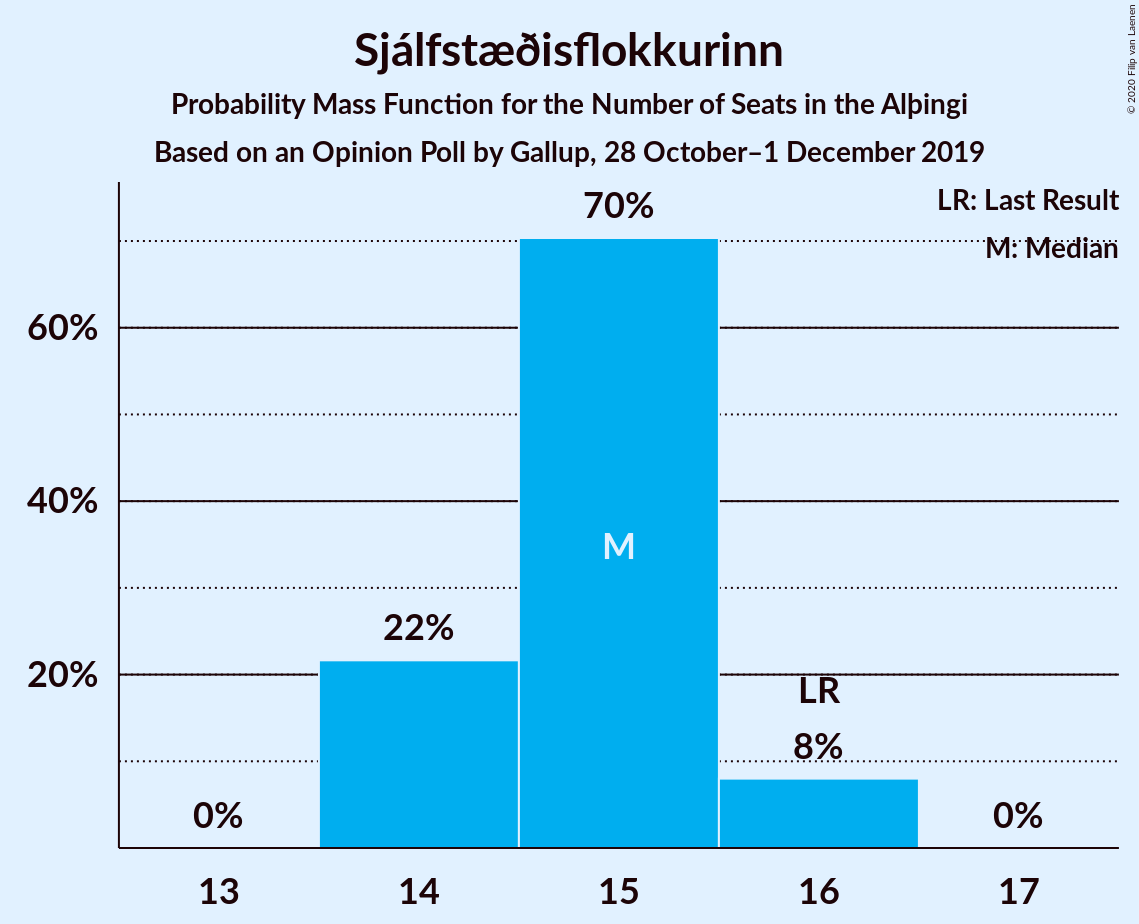 Sjálfstæðisflokkurinn
Probability Mass Function for the Number of Seats in the Alþingi
Based on an Opinion Poll by Gallup, 28 October–1 December 2019
© 2020 Filip van Laenen
LR: Last Result
M: Median
70%
60%
40%
M
22%
20%
LR
8%
0%
0%
13
14
15
16
17